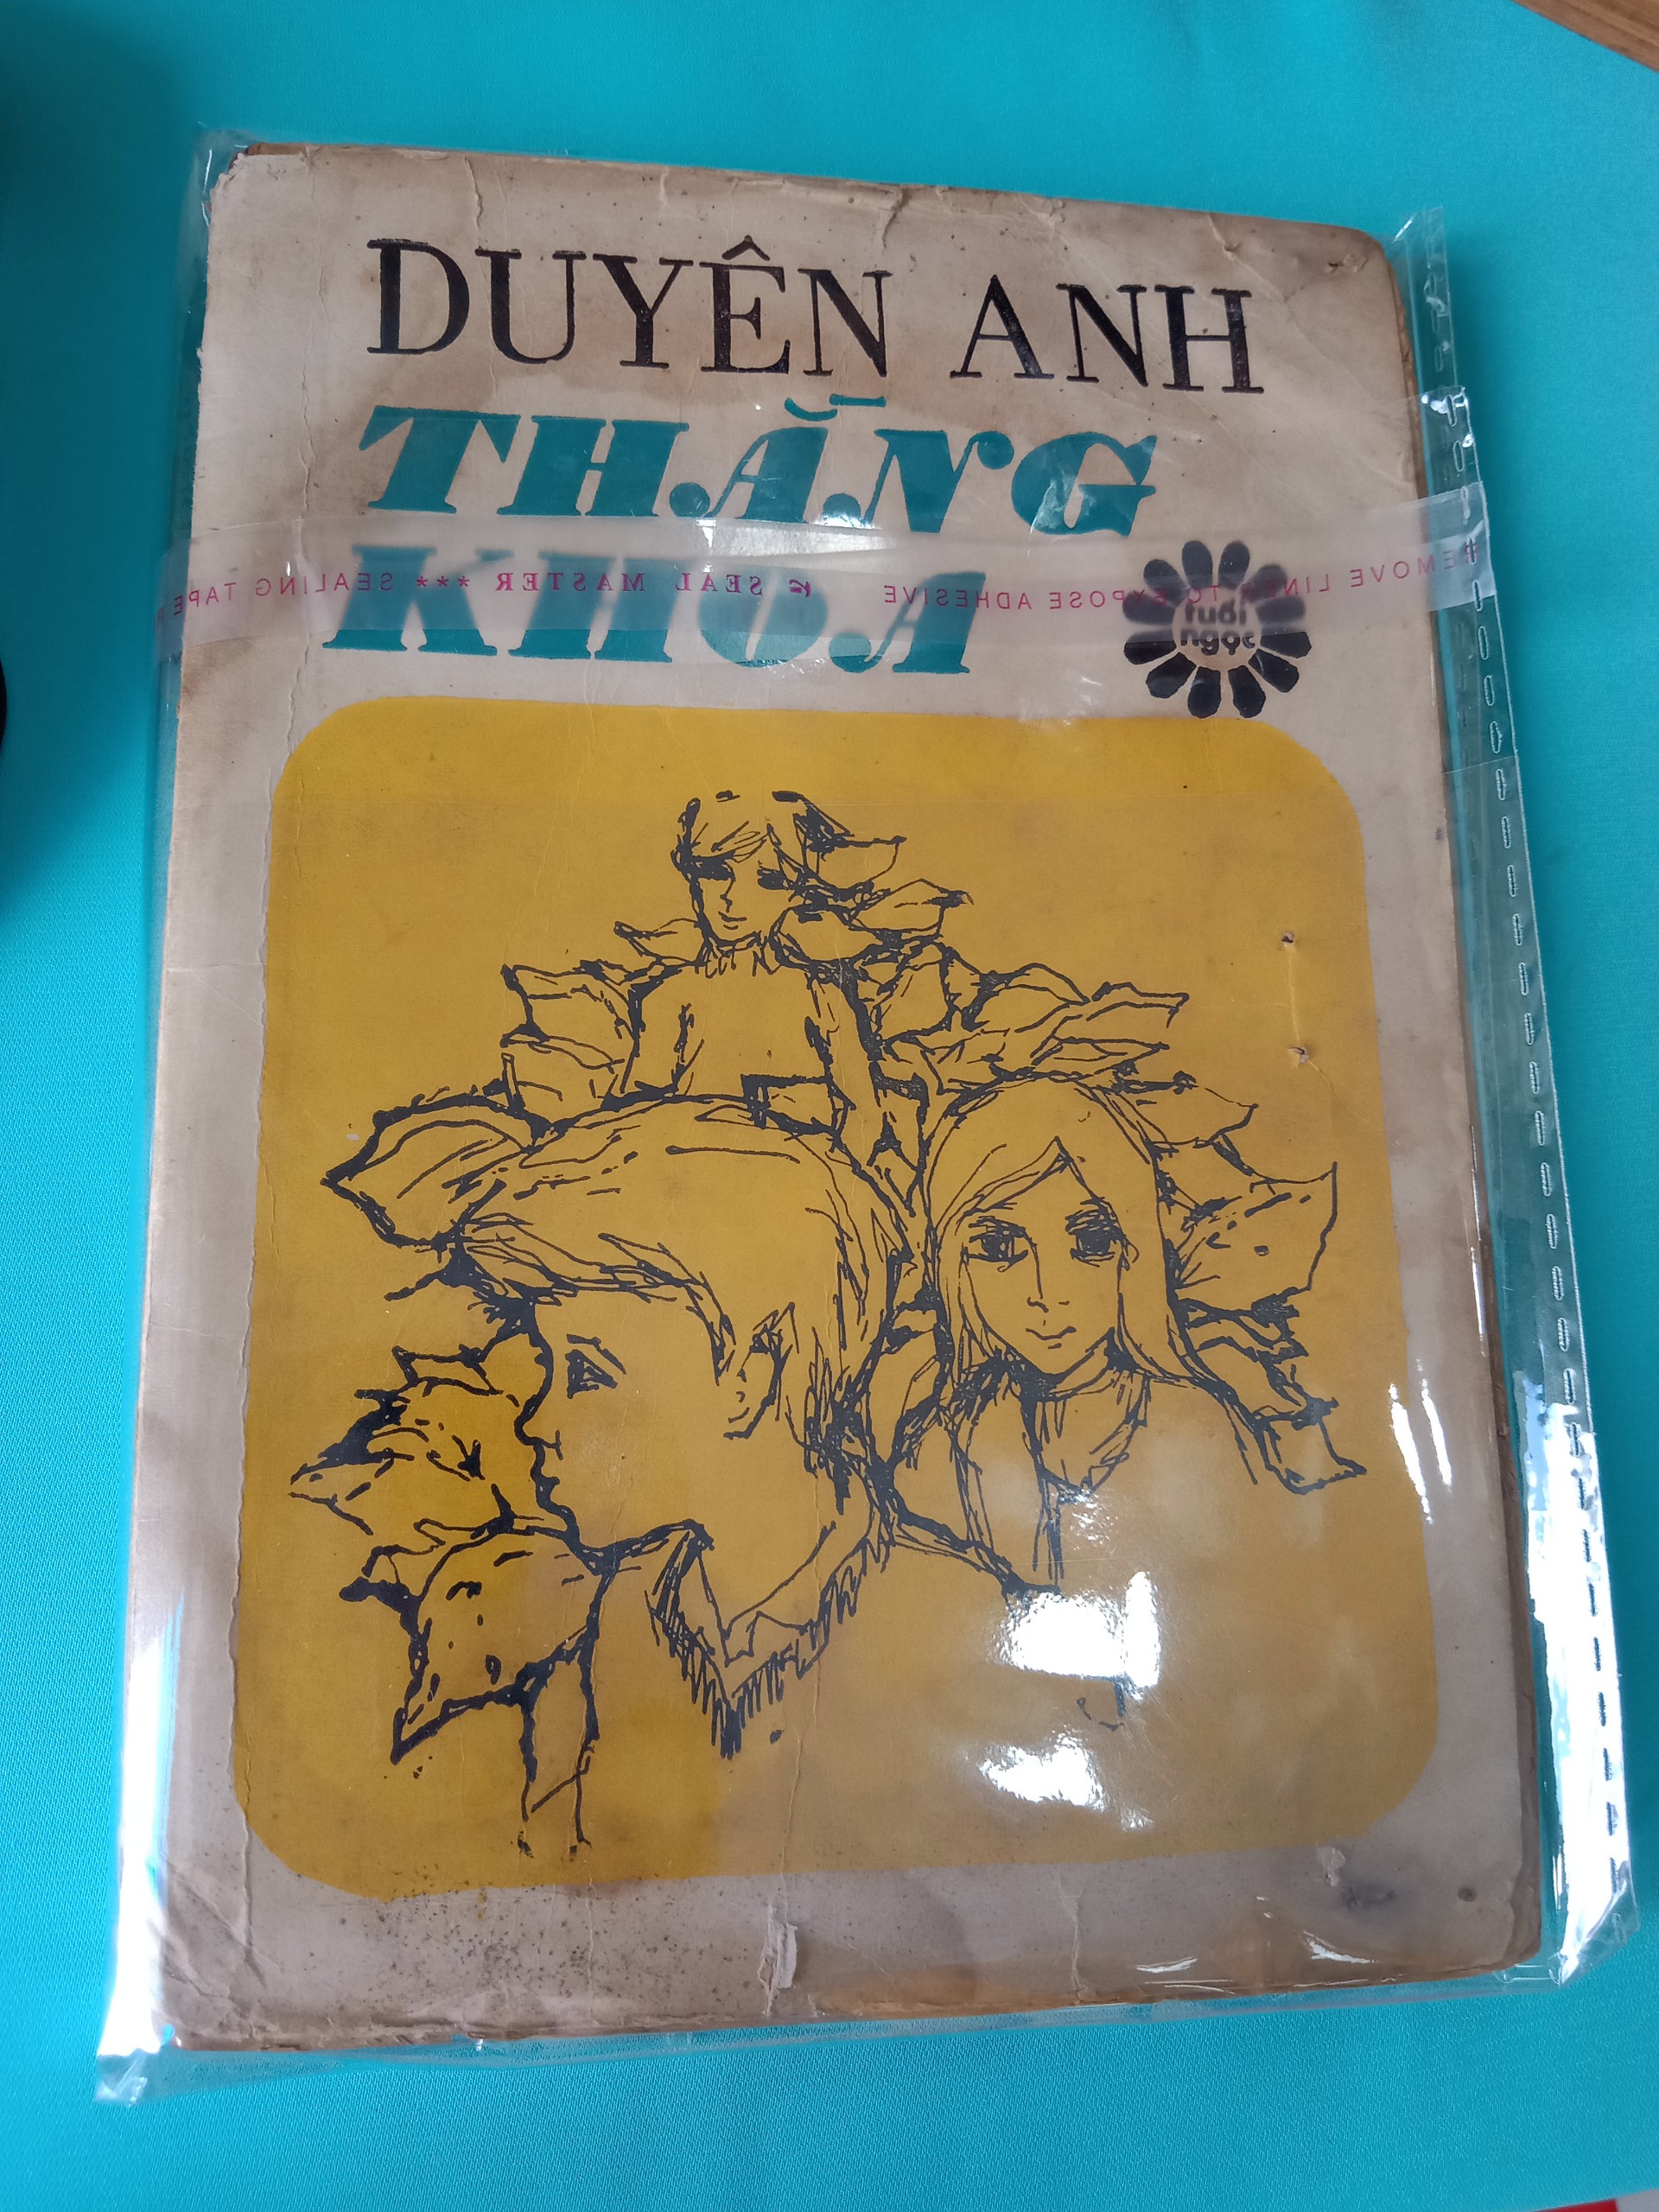 DUYÊN ANH
THẰNG
KHOA
tuổi
ngọc
REMOVE LINER TO EXPOSE ADHESIVE SEAL MASTER *** SEALING TAPE